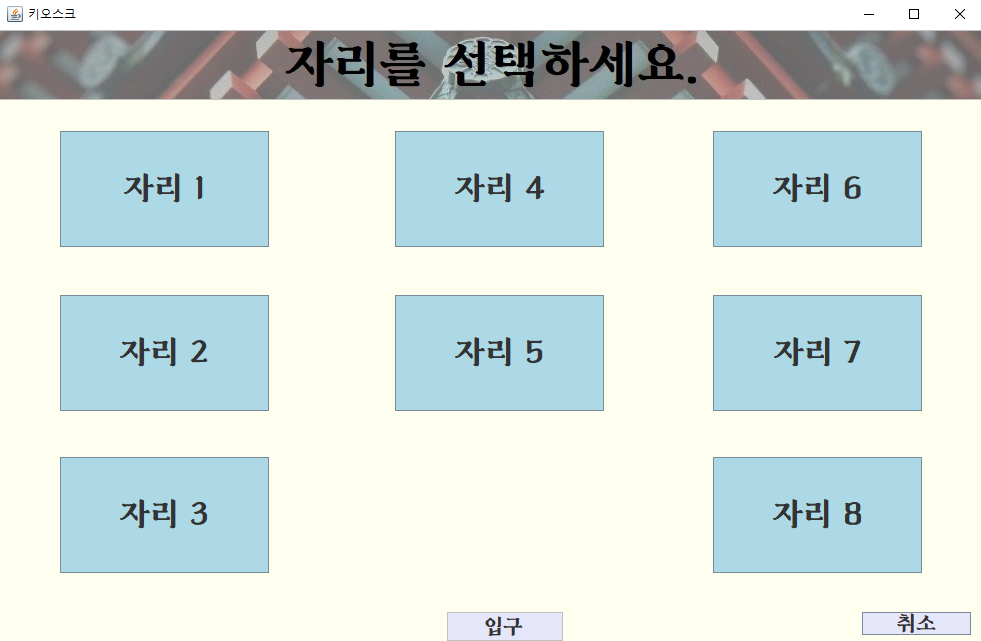 키오스크
자리를 선택하세요.
자리 1
자리 4
자리 6
자리 2
자리 5
자리 7
자리 3
자리 8
입구
취소